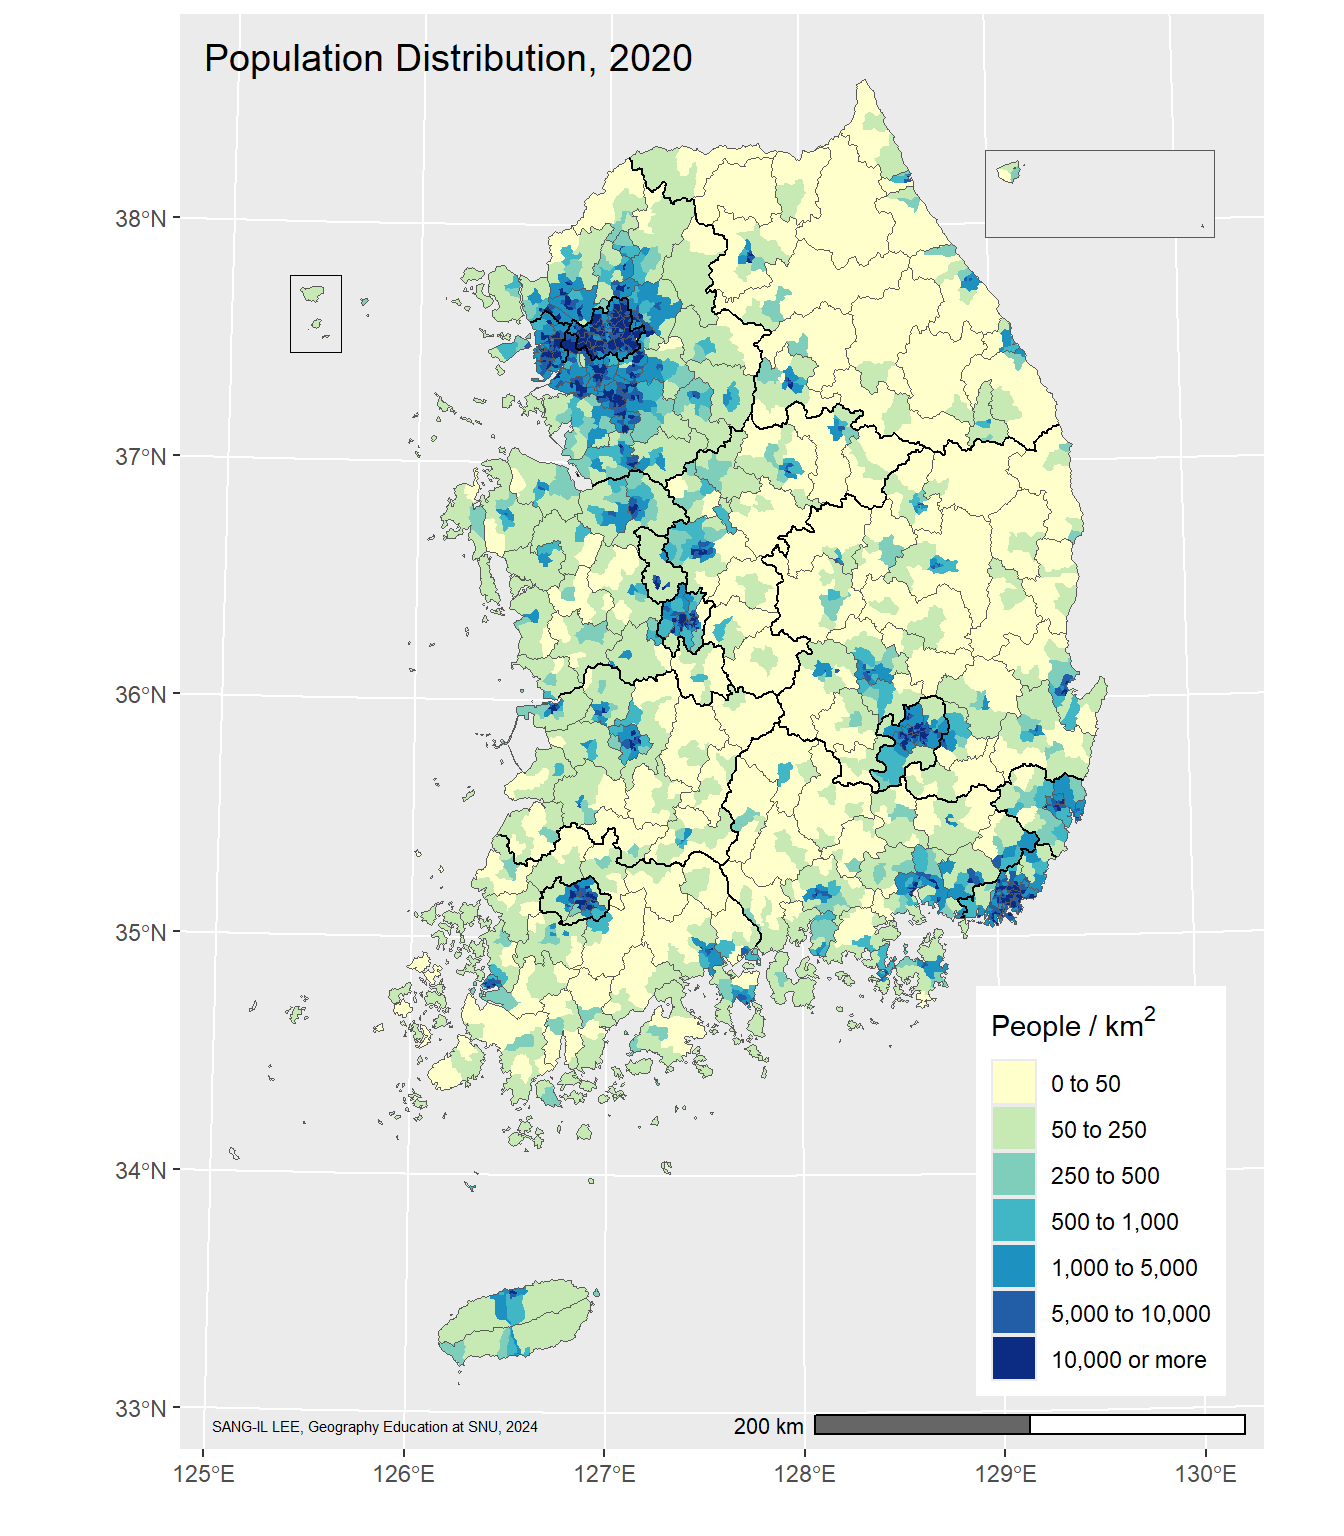 Population Distribution, 2020
38°N
37°N
36°N
35°N
34°N
33°N
People / km²
0 to 50
50 to 250
250 to 500
500 to 1,000
1,000 to 5,000
5,000 to 10,000
10,000 or more
SANG-IL LEE, Geography Education at SNU, 2024
200 km
125°E
126°E
127°E
128°E
129°E
130°E